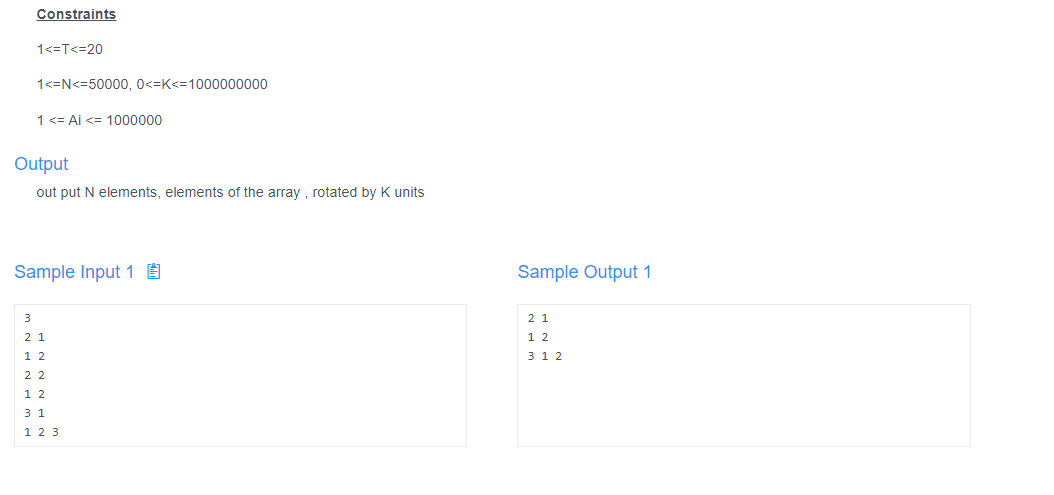 Constraints
1<=T<=20
1<=N<=50000, 0<=K<=1000000000
1 <= Ai <= 1000000
Output
out put N elements, elements of the array , rotated by K units
Sample Input 1
3
2 1
1 2
2 2
1 2
3 1
1 2 3
Sample Output 1
2 1
1 2
3 1 2